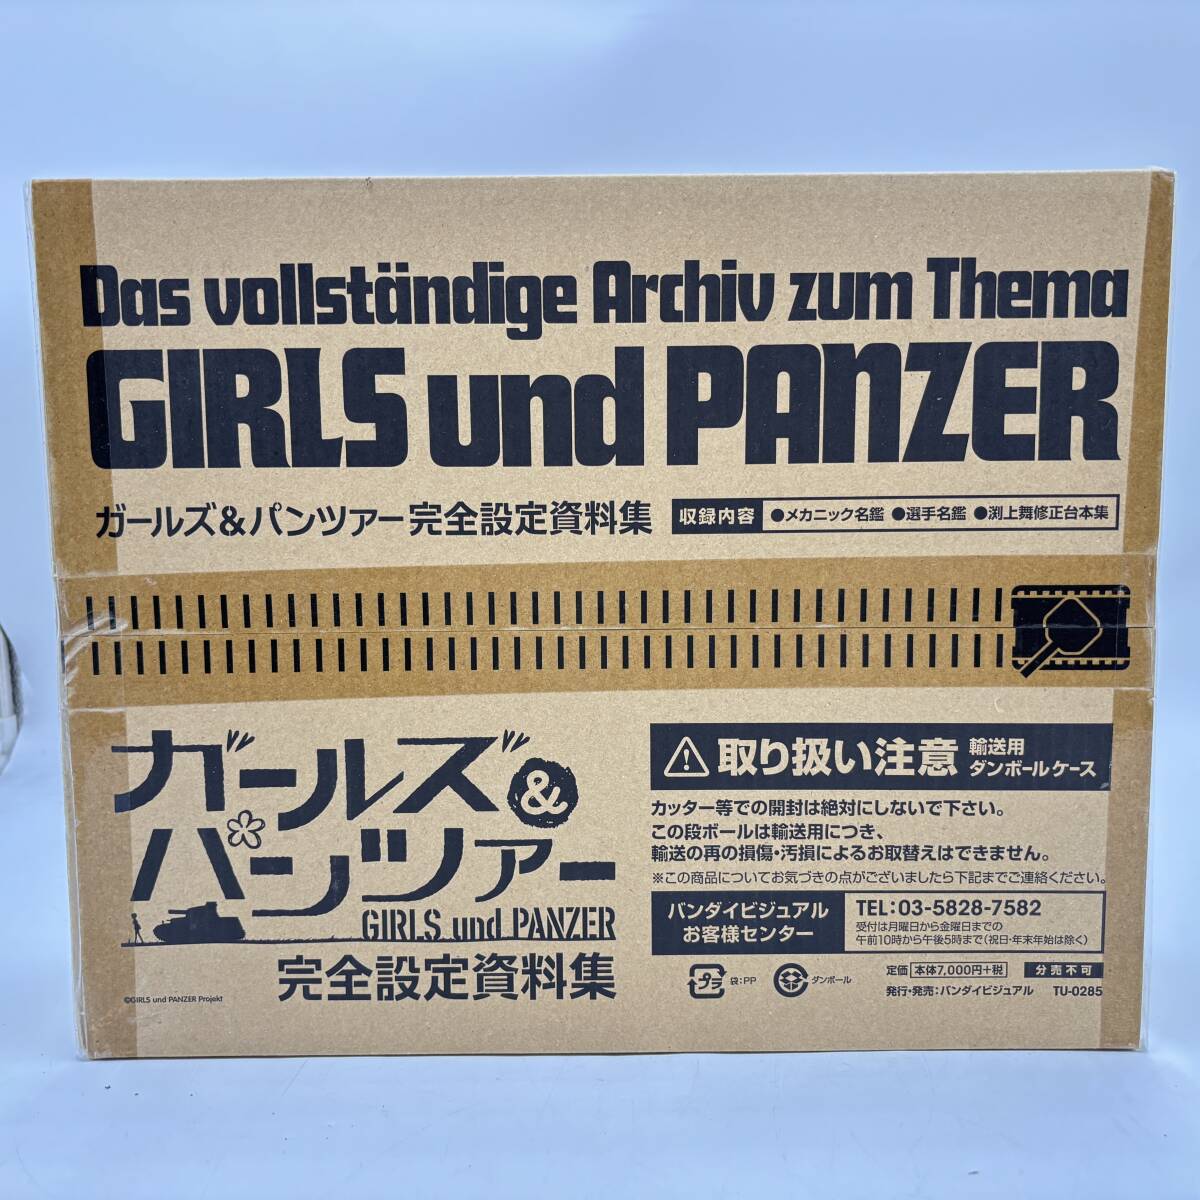 Das vollständige Archiv zum Thema
GIRLS und PANZER
ガールズ&パンツァー完全設定資料集
収録内容 ●メカニック名鑑 ●選手名鑑 ●渕上舞修正台本集
ガールズ&
パンツァー
GIRLS und PANZER
完全設定資料集
©GIRLS und PANZER Projekt
取り扱い注意 輸送用
ダンボールケース
カッター等での開封は絶対にしないで下さい。
この段ボールは輸送用につき、
輸送の再の損傷・汚損によるお取替えはできません。
※この商品についてお気づきの点がございましたら下記までご連絡ください。
バンダイビジュアル
お客様センター
TEL:03-5828-7582
受付は月曜日から金曜日までの
午前10時から午後5時まで(祝日・年末年始は除く)
プラ 袋:PP ダンボール
定価 本体7,000円+税 分売不可
発行・発売:バンダイビジュアル TU-0285